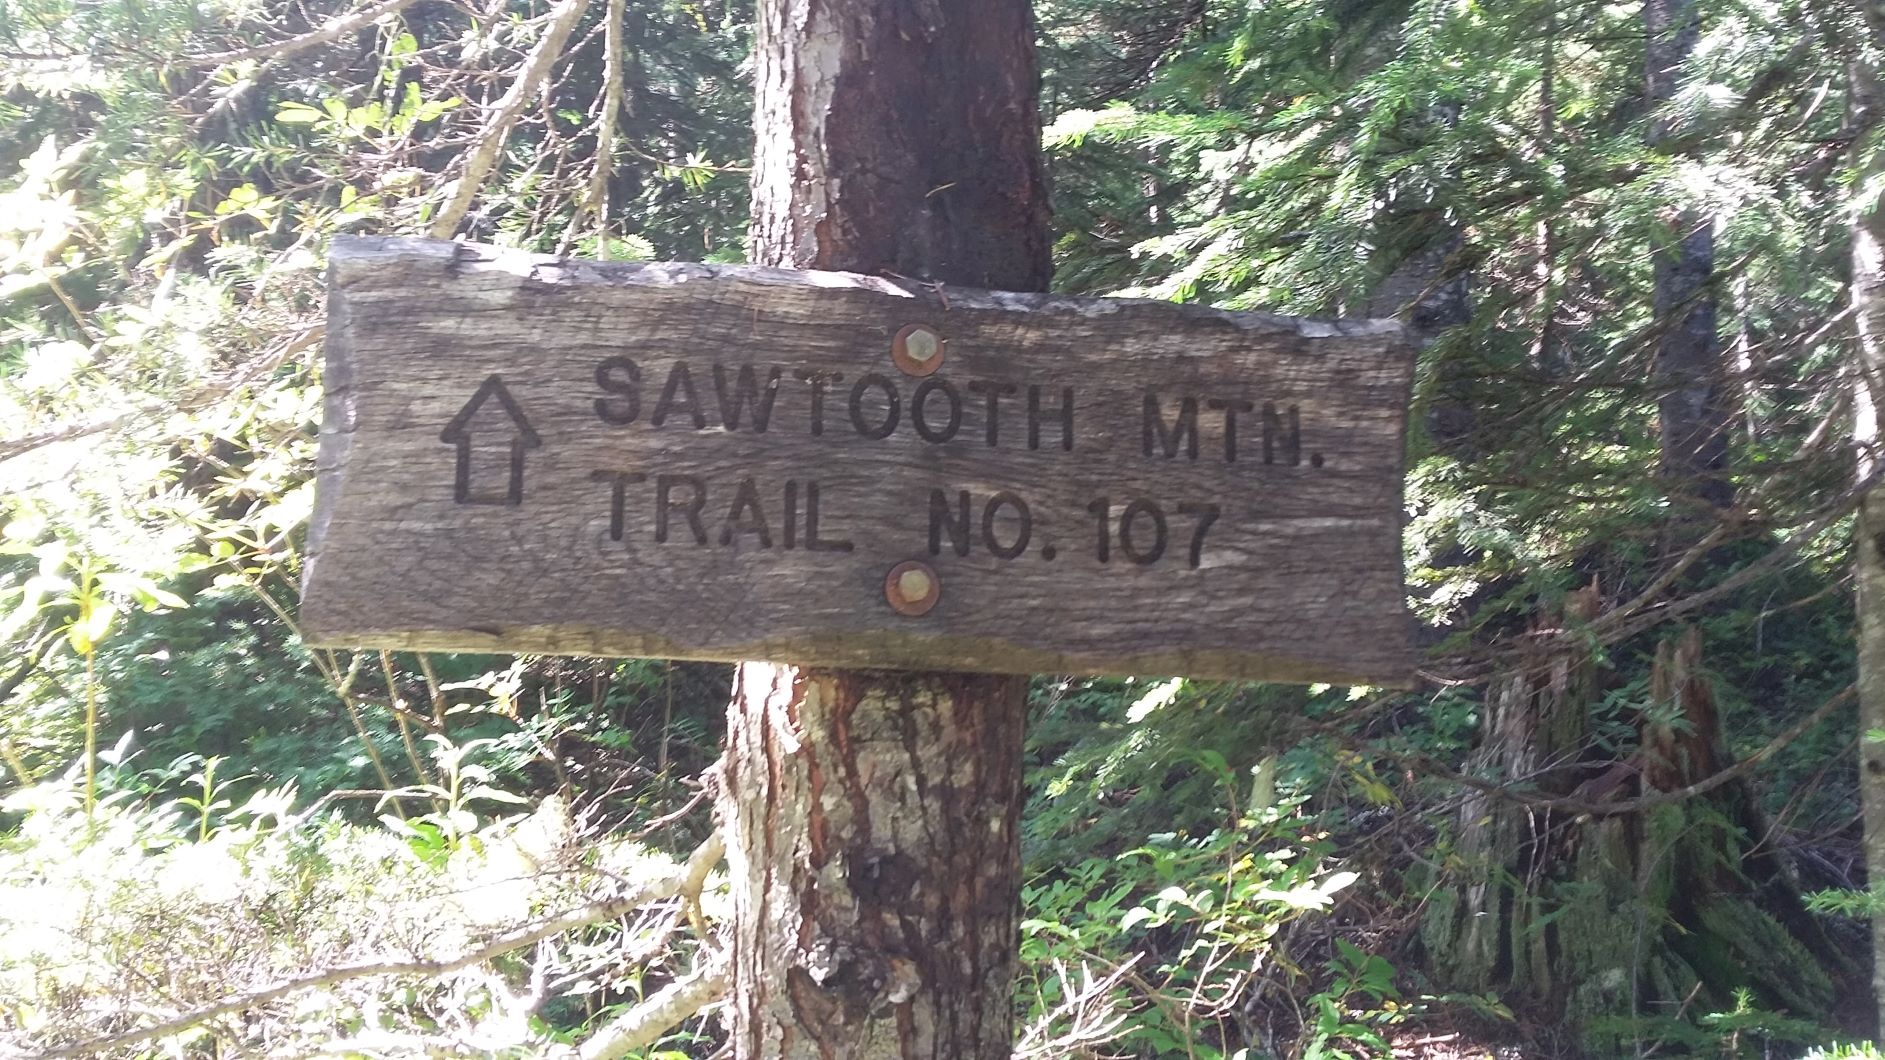 SAWTOOTH MTN.
TRAIL NO. 107